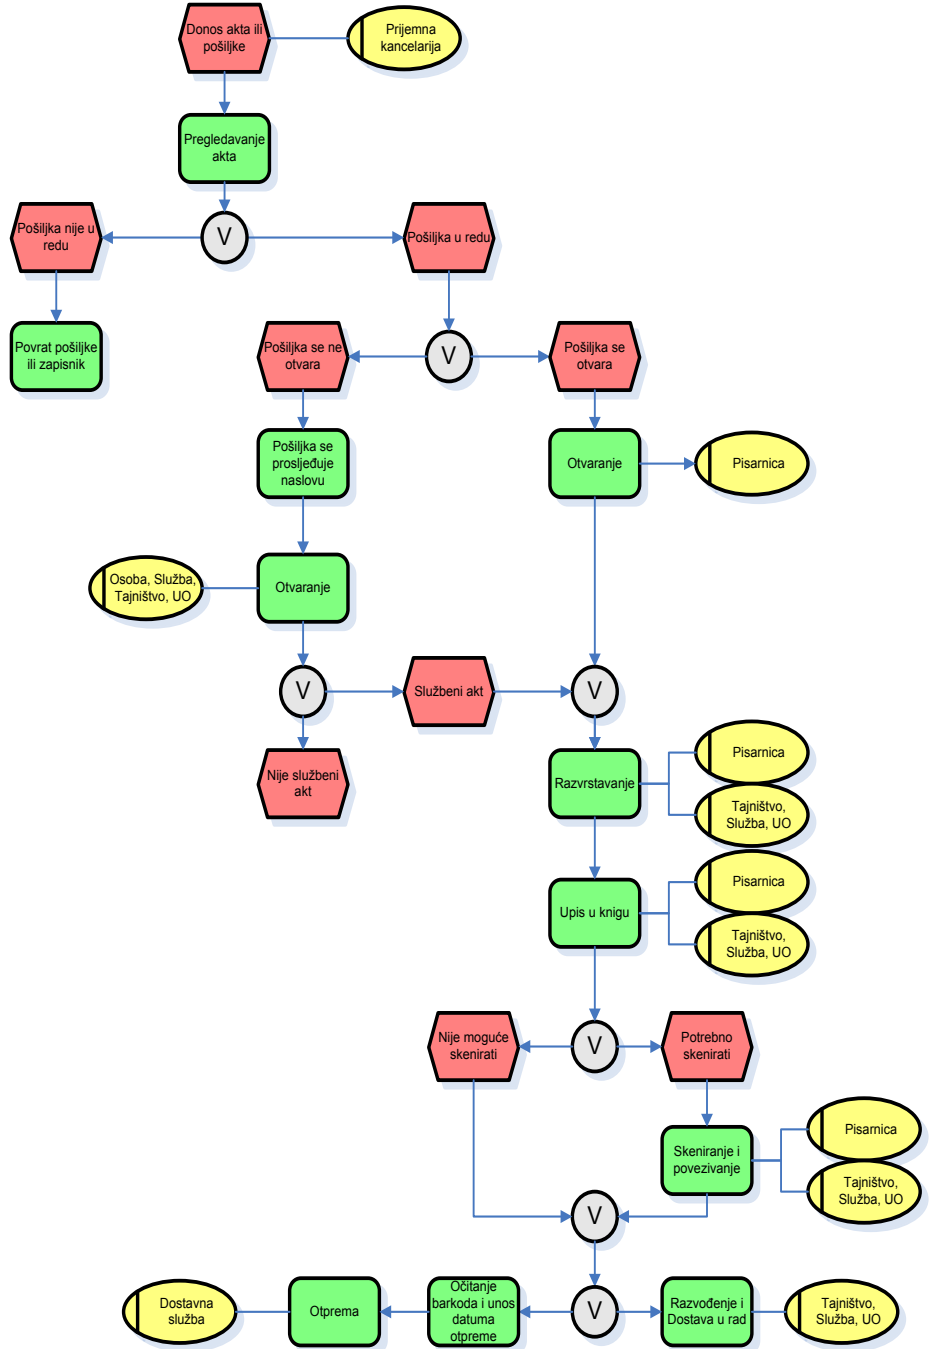 Donos akta ili
pošiljke
Prijemna
kancelarija
Pregledavanje
akta
Pošiljka nije u
redu
V
Pošiljka u redu
Povrat pošiljke
ili zapisnik
Pošiljka se ne
otvara
V
Pošiljka se
otvara
Pošiljka se
prosljeđuje
naslovu
Otvaranje
Pisarnica
Osoba, Služba,
Tajništvo, UO
Otvaranje
V
Službeni akt
V
Nije službeni
akt
Razvrstavanje
Pisarnica
Tajništvo,
Služba, UO
Upis u knigu
Pisarnica
Tajništvo,
Služba, UO
Nije moguće
skenirati
V
Potrebno
skenirati
Skeniranje i
povezivanje
Pisarnica
Tajništvo,
Služba, UO
V
Dostavna
služba
Otprema
Očitanje
barkoda i unos
datuma
otpreme
V
Razvođenje i
Dostava u rad
Tajništvo,
Služba, UO